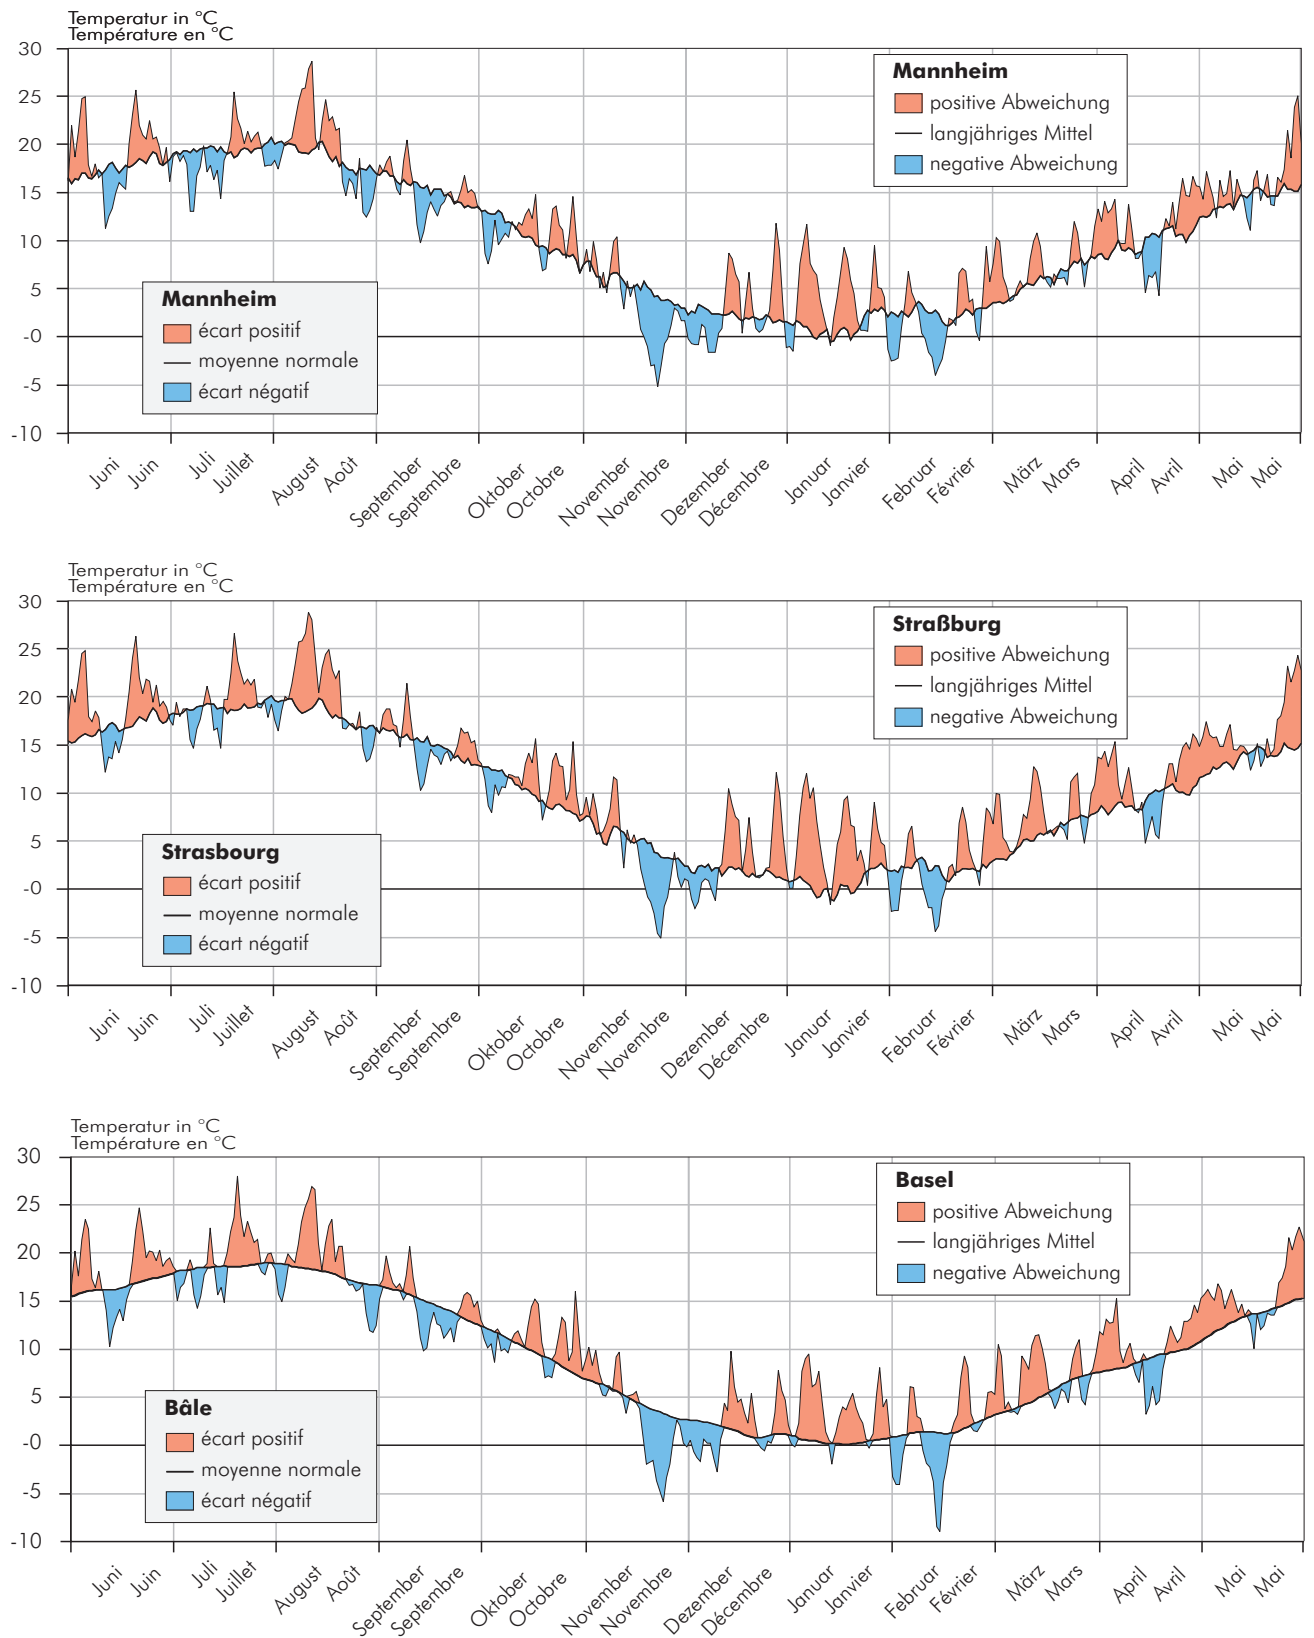 Temperatur in °C
Température en °C
30
25
20
15
10
5
-0
-5
-10
Mannheim
positive Abweichung
langjähriges Mittel
negative Abweichung
Mannheim
écart positif
moyenne normale
écart négatif
Juni Juin Juli Juillet August Août September Septembre Oktober Octobre November Novembre Dezember Décembre Januar Janvier Februar Février März Mars April Avril Mai Mai
Temperatur in °C
Température en °C
30
25
20
15
10
5
-0
-5
-10
Straßburg
positive Abweichung
langjähriges Mittel
negative Abweichung
Strasbourg
écart positif
moyenne normale
écart négatif
Juni Juin Juli Juillet August Août September Septembre Oktober Octobre November Novembre Dezember Décembre Januar Janvier Februar Février März Mars April Avril Mai Mai
Temperatur in °C
Température en °C
30
25
20
15
10
5
-0
-5
-10
Basel
positive Abweichung
langjähriges Mittel
negative Abweichung
Bâle
écart positif
moyenne normale
écart négatif
Juni Juin Juli Juillet August Août September Septembre Oktober Octobre November Novembre Dezember Décembre Januar Janvier Februar Février März Mars April Avril Mai Mai